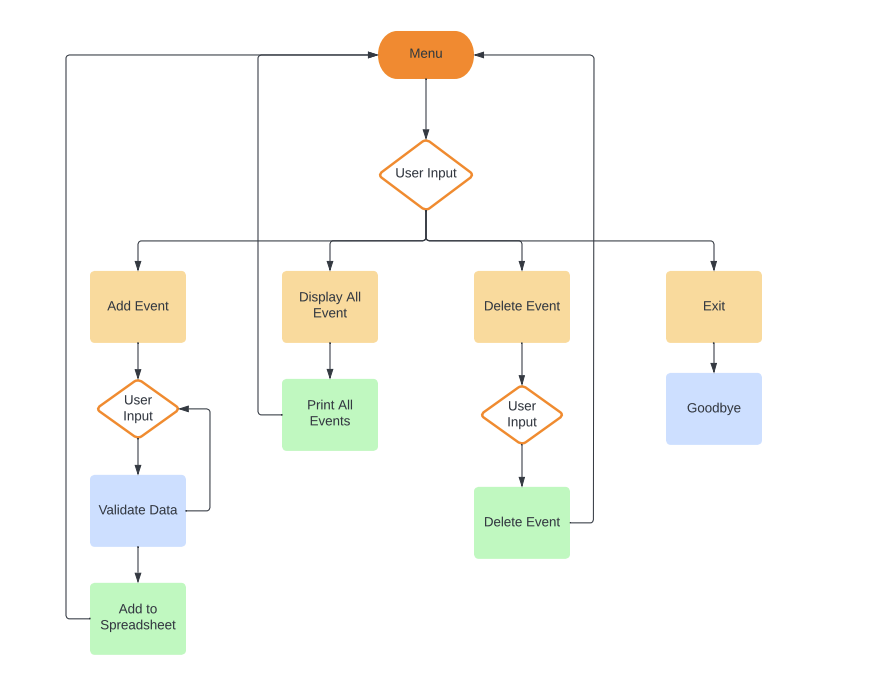 Menu
User Input
Add Event
Display All
Event
Delete Event
Exit
User
Input
Print All
Events
User
Input
Goodbye
Validate Data
Delete Event
Add to
Spreadsheet